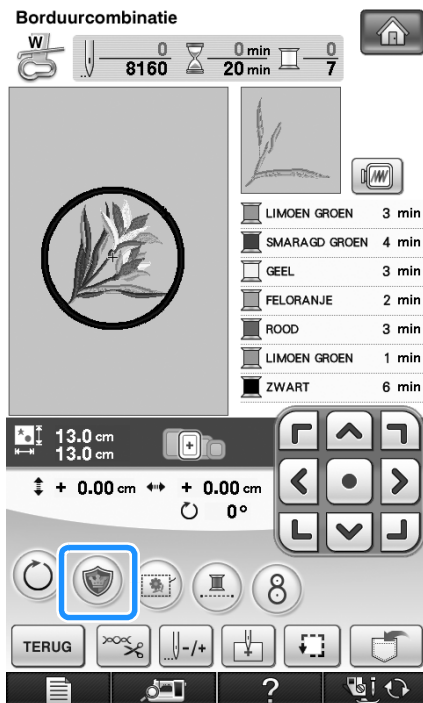 Borduurcombinatie
W
0 0 min 0
8160 20 min 7
LIMOEN GROEN 3 min
SMARAGD GROEN 4 min
GEEL 3 min
FELORANJE 2 min
ROOD 3 min
LIMOEN GROEN 1 min
ZWART 6 min
13.0 cm
13.0 cm
+ 0.00 cm + 0.00 cm
0°
8
TERUG -/+
? i